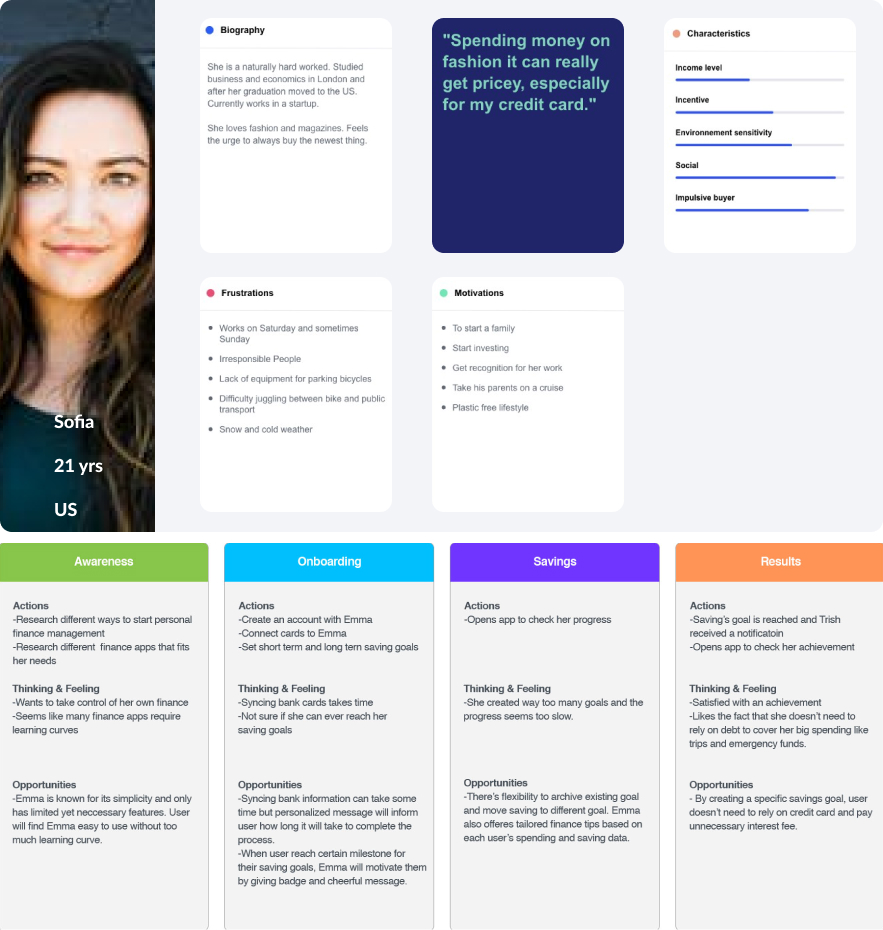 Biography
She is a naturally hard worked. Studied
business and economics in London and
after her graduation moved to the US.
Currently works in a startup.
She loves fashion and magazines. Feels
the urge to always buy the newest thing.
"Spending money on
fashion it can really
get pricey, especially
for my credit card."
Characteristics
Income level
Incentive
Environnement sensitivity
Social
Impulsive buyer
Frustrations
Works on Saturday and sometimes
Sunday
Irresponsible People
Lack of equipment for parking bicycles
Difficulty juggling between bike and public
transport
Snow and cold weather
Motivations
To start a family
Start investing
Get recognition for her work
Take his parents on a cruise
Plastic free lifestyle
Sofia
21 yrs
US
Awareness
Actions
-Research different ways to start personal
finance management
-Research different finance apps that fits
her needs
Thinking & Feeling
-Wants to take control of her own finance
-Seems like many finance apps require
learning curves
Opportunities
-Emma is known for its simplicity and only
has limited yet neccessary features. User
will find Emma easy to use without too
much learning curve.
Onboarding
Actions
-Create an account with Emma
-Connect cards to Emma
-Set short term and long tern saving goals
Thinking & Feeling
-Syncing bank cards takes time
-Not sure if she can ever reach her
saving goals
Opportunities
-Syncing bank information can take some
time but personalized message will inform
user how long it will take to complete the
process.
-When user reach certain milestone for
their saving goals, Emma will motivate them
by giving badge and cheerful message.
Savings
Actions
-Opens app to check her progress
Thinking & Feeling
-She created way too many goals and the
progress seems too slow.
Opportunities
-There's flexibility to archive existing goal
and move saving to different goal. Emma
also offeres tailored finance tips based on
each user's spending and saving data.
Results
Actions
-Saving's goal is reached and Trish
received a notificatoin
-Opens app to check her achievement
Thinking & Feeling
-Satisfied with an achievement
-Likes the fact that she doesn't need to
rely on debt to cover her big spending like
trips and emergency funds.
Opportunities
- By creating a specific savings goal, user
doesn't need to rely on credit card and pay
unnecessary interest fee.